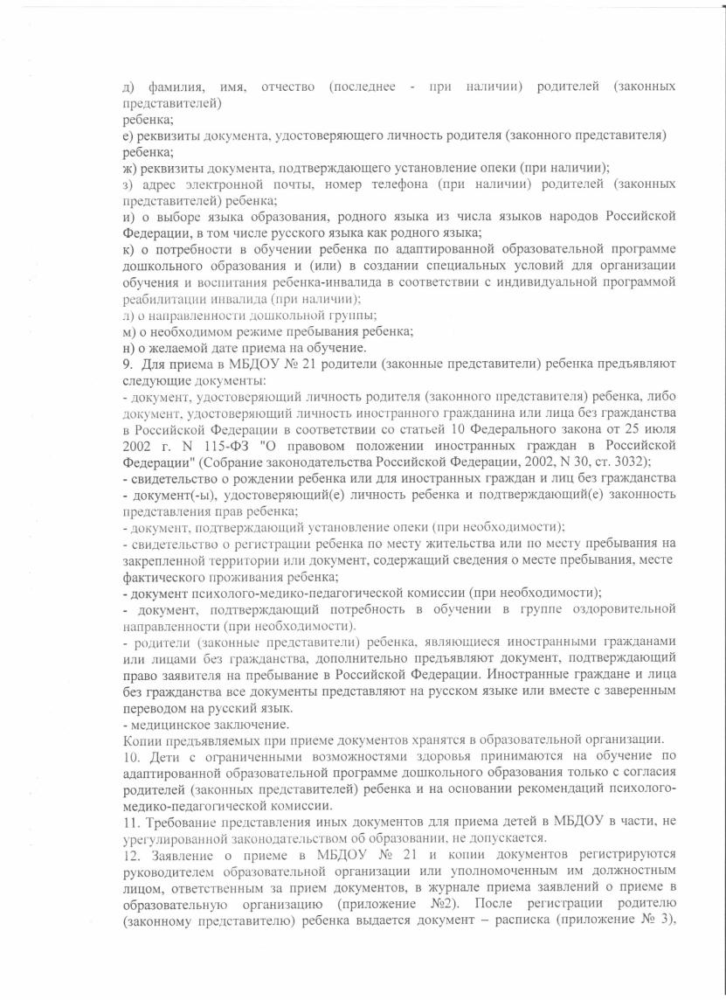 д) фамилия, имя, отчество (последнее - при наличии) родителей (законных
представителей)
ребенка;
е) реквизиты документа, удостоверяющего личность родителя (законного представителя)
ребенка;
ж) реквизиты документа, подтверждающего установление опеки (при наличии);
з) адрес электронной почты, номер телефона (при наличии) родителей (законных
представителей) ребенка;
и) о выборе языка образования, родного языка из числа языков народов Российской
Федерации, в том числе русского языка как родного языка;
к) о потребности в обучении ребенка по адаптированной образовательной программе
дошкольного образования и (или) в создании специальных условий для организации
обучения и воспитания ребенка-инвалида в соответствии с индивидуальной программой
реабилитации инвалида (при наличии);
л) о направленности дошкольной группы;
м) о необходимом режиме пребывания ребенка;
н) о желаемой дате приема на обучение.
9. Для приема в МБДОУ № 21 родители (законные представители) ребенка предъявляют
следующие документы:
- документ, удостоверяющий личность родителя (законного представителя) ребенка, либо
документ, удостоверяющий личность иностранного гражданина или лица без гражданства
в Российской Федерации в соответствии со статьей 10 Федерального закона от 25 июля
2002 г. N 115-ФЗ "О правовом положении иностранных граждан в Российской
Федерации" (Собрание законодательства Российской Федерации, 2002, N 30, ст. 3032);
- свидетельство о рождении ребенка или для иностранных граждан и лиц без гражданства
- документ(-ы), удостоверяющий(е) личность ребенка и подтверждающий(е) законность
представления прав ребенка;
- документ, подтверждающий установление опеки (при необходимости);
- свидетельство о регистрации ребенка по месту жительства или по месту пребывания на
закрепленной территории или документ, содержащий сведения о месте пребывания, месте
фактического проживания ребенка;
- документ психолого-медико-педагогической комиссии (при необходимости);
- документ, подтверждающий потребность в обучении в группе оздоровительной
направленности (при необходимости).
- родители (законные представители) ребенка, являющиеся иностранными гражданами
или лицами без гражданства, дополнительно предъявляют документ, подтверждающий
право заявителя на пребывание в Российской Федерации. Иностранные граждане и лица
без гражданства все документы представляют на русском языке или вместе с заверенным
переводом на русский язык.
- медицинское заключение.
Копии предъявляемых при приеме документов хранятся в образовательной организации.
10. Дети с ограниченными возможностями здоровья принимаются на обучение по
адаптированной образовательной программе дошкольного образования только с согласия
родителей (законных представителей) ребенка и на основании рекомендаций психолого-
медико-педагогической комиссии.
11. Требование представления иных документов для приема детей в МБДОУ в части, не
урегулированной законодательством об образовании, не допускается.
12. Заявление о приеме в МБДОУ № 21 и копии документов регистрируются
руководителем образовательной организации или уполномоченным им должностным
лицом, ответственным за прием документов, в журнале приема заявлений о приеме в
образовательную организацию (приложение №2). После регистрации родителю
(законному представителю) ребенка выдается документ – расписка (приложение № 3),